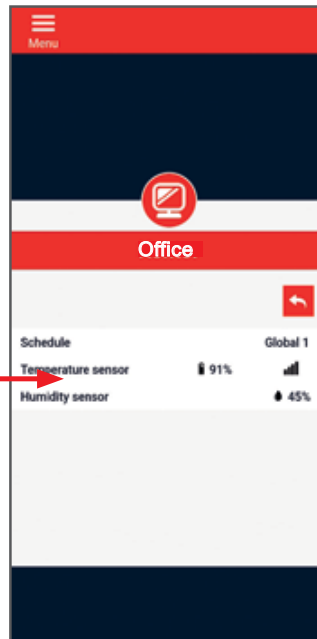 Menu
Office
Schedule Global 1
Temperature sensor 91%
Humidity sensor 45%